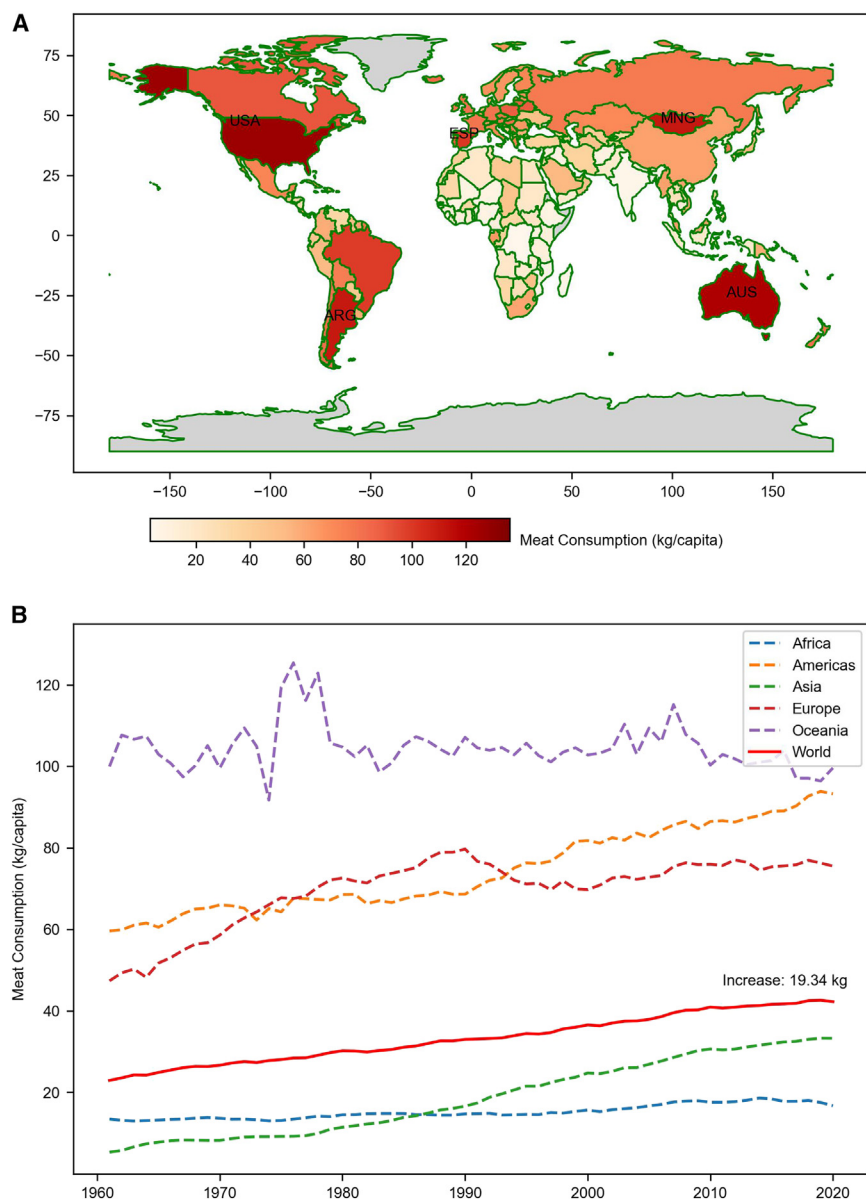 A
75
50
25
0
−25
−50
−75
USA
ESP
MNG
ARG
AUS
−150 −100 −50 0 50 100 150
20 40 60 80 100 120
Meat Consumption (kg/capita)
B
Meat Consumption (kg/capita)
120
100
80
60
40
20
Africa
Americas
Asia
Europe
Oceania
World
Increase: 19.34 kg
1960 1970 1980 1990 2000 2010 2020